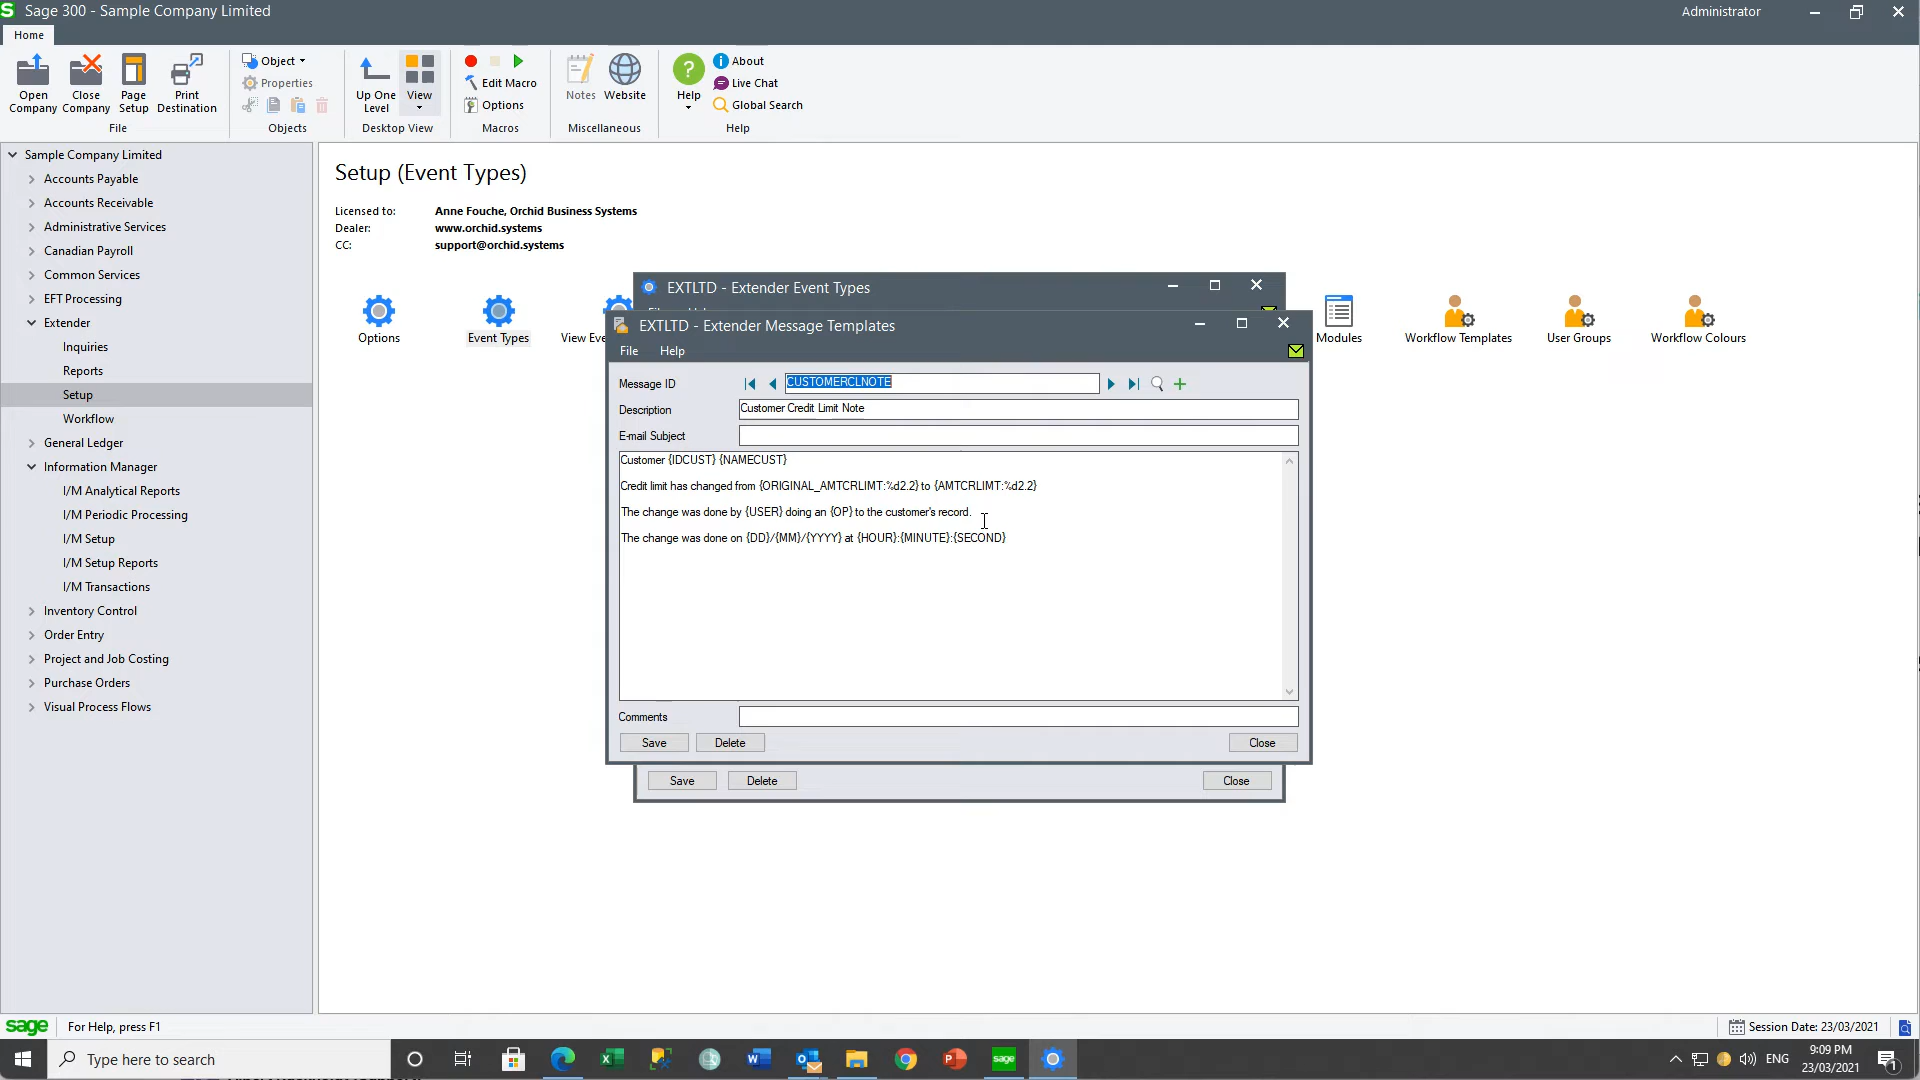 Sage 300 - Sample Company Limited
Administrator
Home
Open Company
Close Company
Page Setup
Print Destination
File
Object
Properties
Objects
Up One Level
View
Desktop View
Edit Macro
Options
Macros
Notes
Website
Miscellaneous
Help
About
Live Chat
Global Search
Help
Sample Company Limited
Accounts Payable
Accounts Receivable
Administrative Services
Canadian Payroll
Common Services
EFT Processing
Extender
Inquiries
Reports
Setup
Workflow
General Ledger
Information Manager
I/M Analytical Reports
I/M Periodic Processing
I/M Setup
I/M Setup Reports
I/M Transactions
Inventory Control
Order Entry
Project and Job Costing
Purchase Orders
Visual Process Flows
Setup (Event Types)
Licensed to: Anne Fouche, Orchid Business Systems
Dealer: www.orchid.systems
CC: support@orchid.systems
Options
Event Types
View Eve
Modules
Workflow Templates
User Groups
Workflow Colours
EXTLTD - Extender Event Types
EXTLTD - Extender Message Templates
File Help
Message ID CUSTOMERCLNOTE
Description Customer Credit Limit Note
E-mail Subject
Customer {IDCUST} {NAMECUST}
Credit limit has changed from {ORIGINAL_AMTCRLIMT:%d2.2} to {AMTCRLIMT:%d2.2}
The change was done by {USER} doing an {OP} to the customer's record.
The change was done on {DD}/{MM}/{YYYY} at {HOUR}:{MINUTE}:{SECOND}
Comments
Save Delete Close
Save Delete Close
sage For Help, press F1
Session Date: 23/03/2021
Type here to search
sage
ENG
9:09 PM
23/03/2021
1